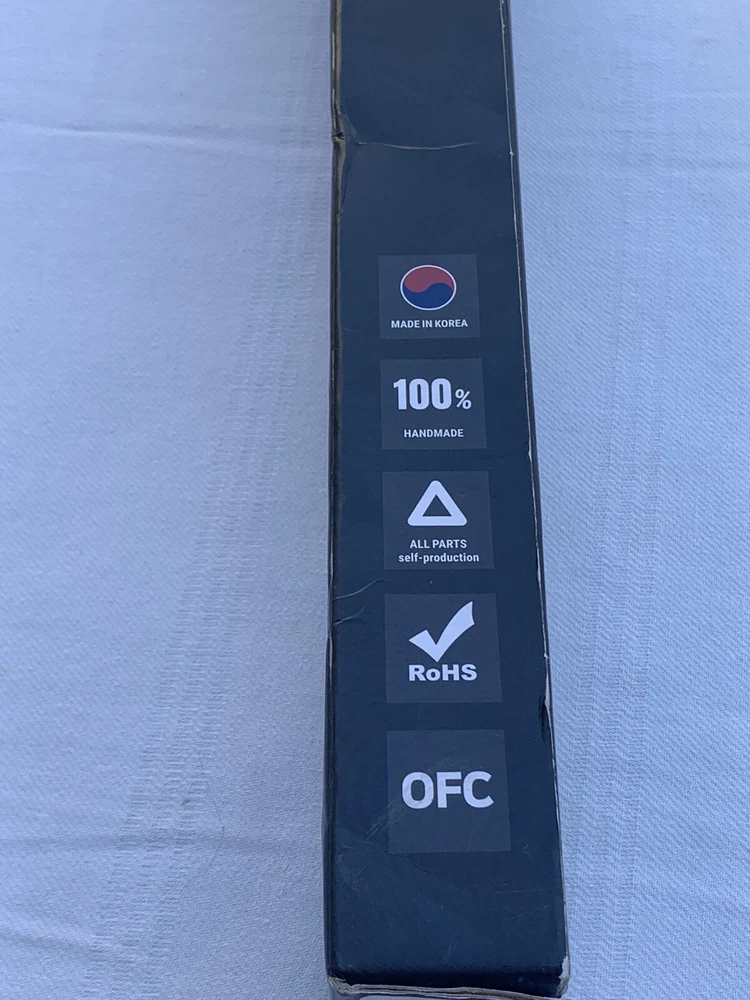 MADE IN KOREA
100%
HANDMADE
ALL PARTS
self-production
RoHS
OFC